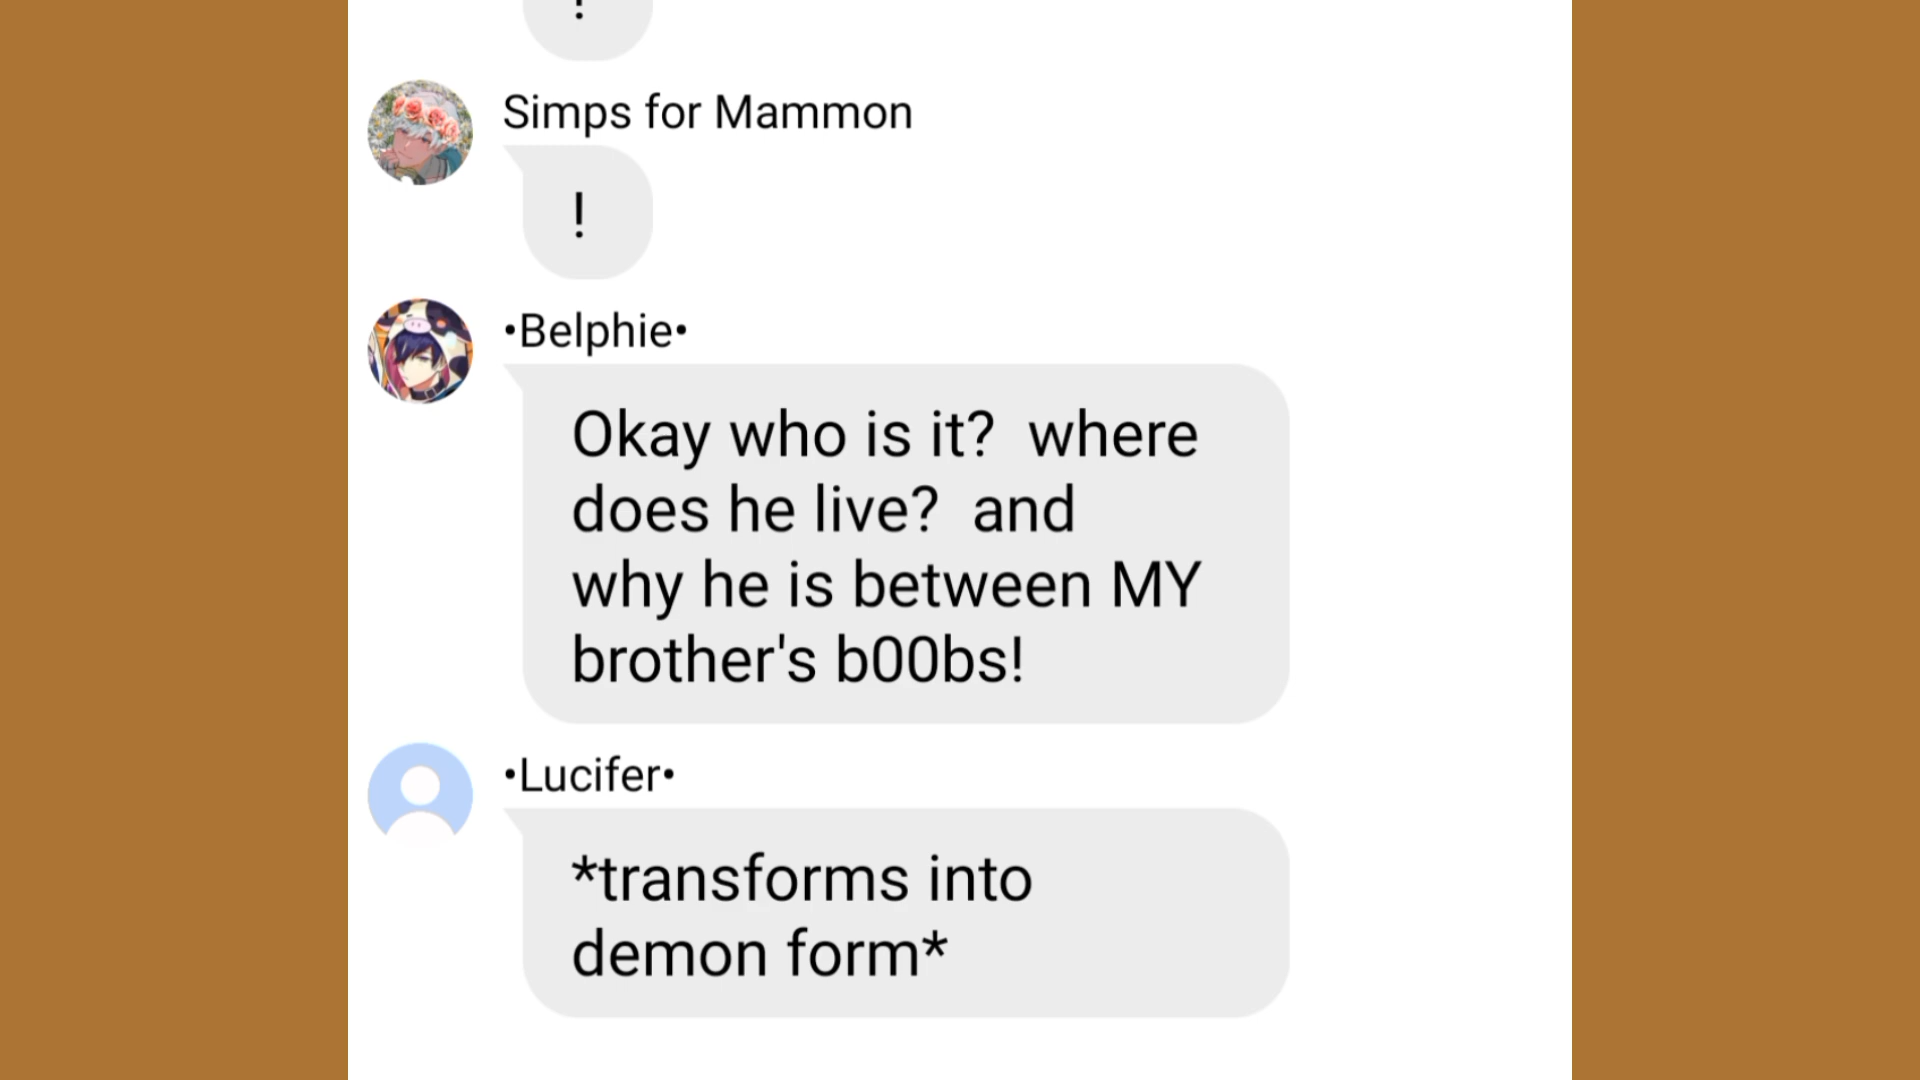 !
Simps for Mammon
!
•Belphie•
Okay who is it?  where
does he live?  and
why he is between MY
brother's b00bs!
•Lucifer•
*transforms into
demon form*